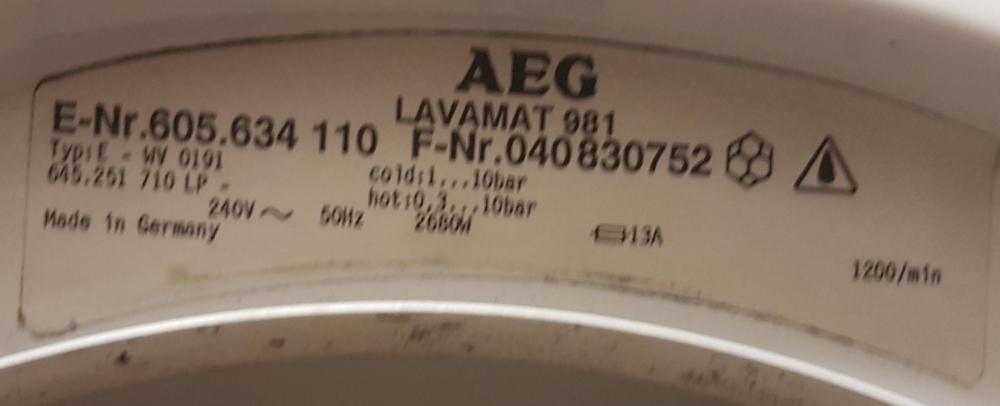 AEG
LAVAMAT 981
E-Nr.605.634 110 F-Nr.040830752
Typ:E - WV 0191
645.251 710 LP -
cold:1...10bar
hot:0,3...10bar
240V~ 50Hz 2680W 13A
Made in Germany
1200/min